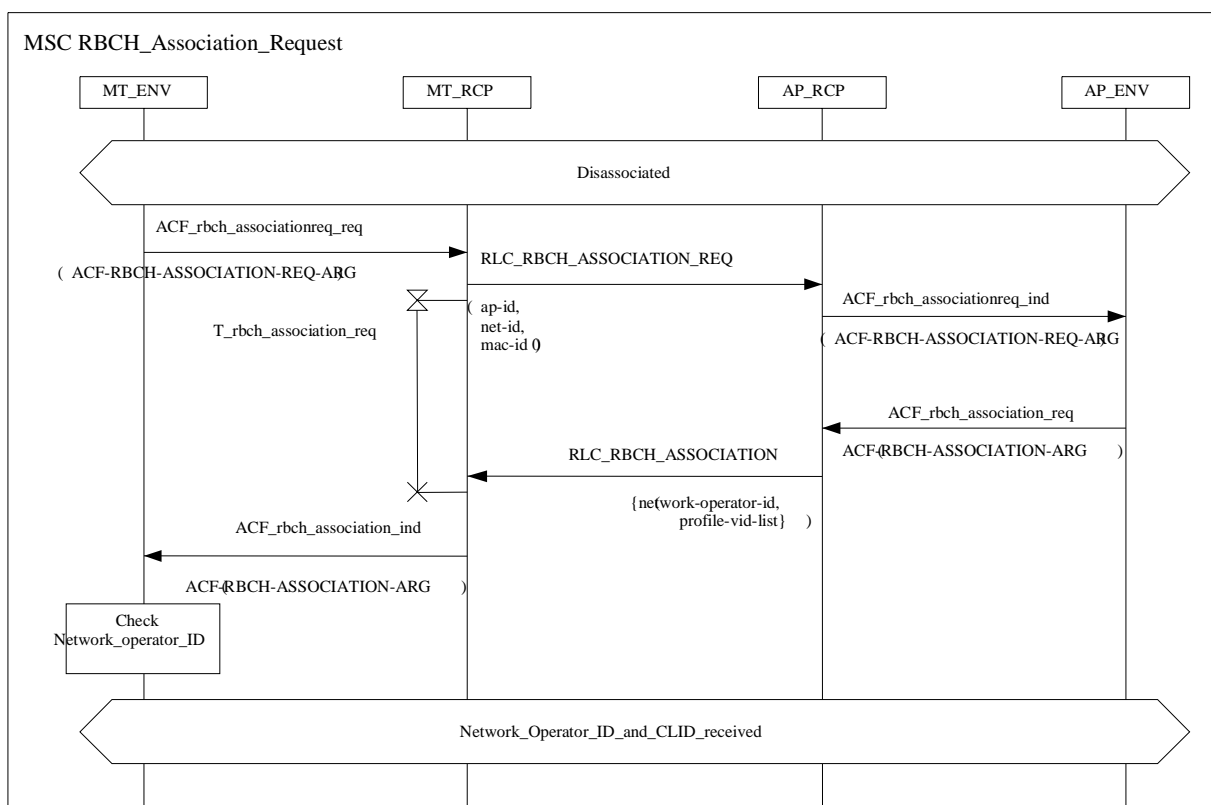 MSC RBCH_Association_Request
MT_ENV
MT_RCP
AP_RCP
AP_ENV
Disassociated
ACF_rbch_associationreq_req
( ACF-RBCH-ASSOCIATION-REQ-ARG)
RLC_RBCH_ASSOCIATION_REQ
( ap-id,
net-id,
mac-id (0)
T_rbch_association_req
ACF_rbch_associationreq_ind
( ACF-RBCH-ASSOCIATION-REQ-ARG)
ACF_rbch_association_req
ACF-(RBCH-ASSOCIATION-ARG )
RLC_RBCH_ASSOCIATION
{net(work-operator-id,
profile-vid-list} )
ACF_rbch_association_ind
ACF-(RBCH-ASSOCIATION-ARG )
Check
Network_operator_ID
Network_Operator_ID_and_CLID_received